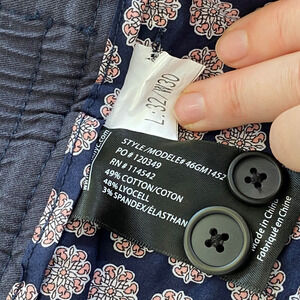 L:32/W30
STYLE/MODELE# 46GM1452
PO # 120349
RN # 114542
49% COTTON/COTON
48% LYOCELL
3% SPANDEX/ÉLASTHAN
Made in China
Fabriqué en Chine